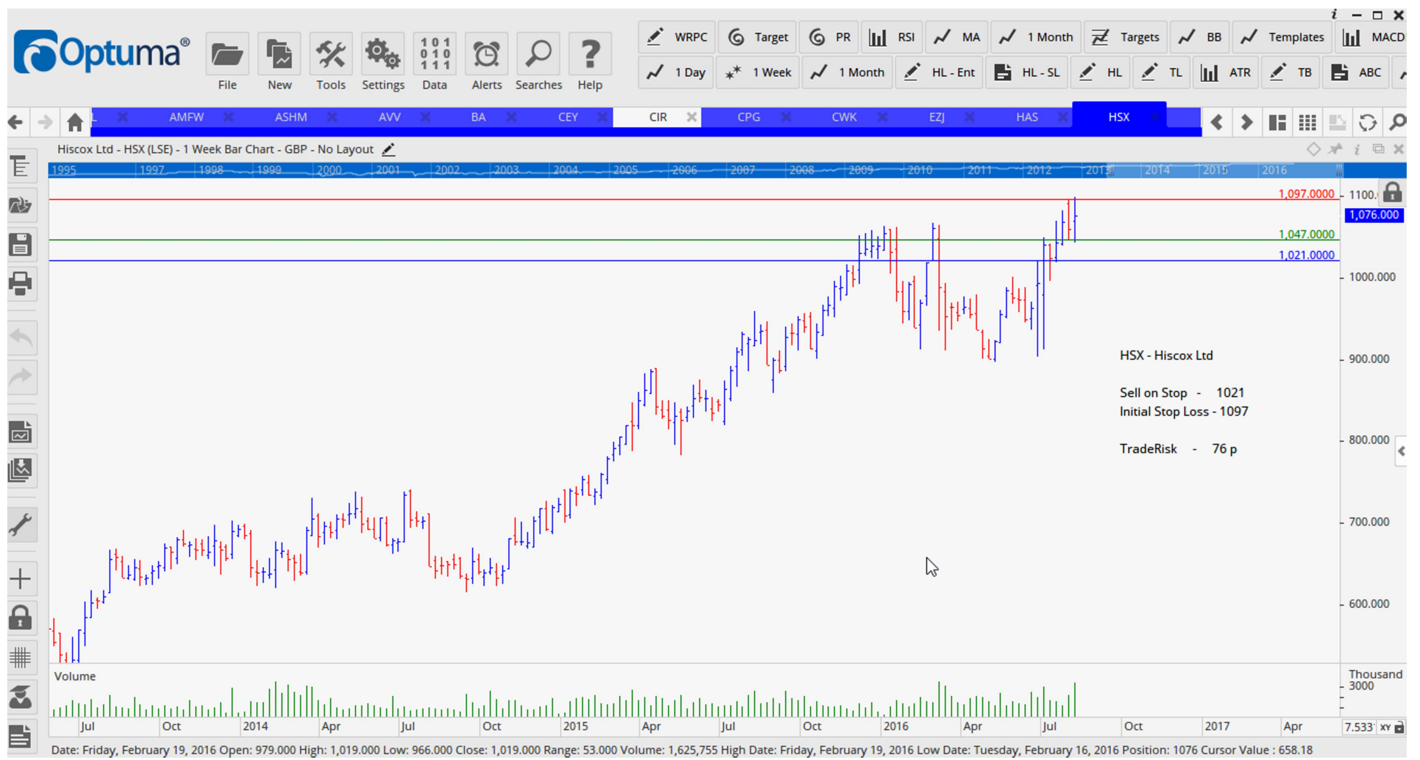 i
Optuma®
File New Tools Settings Data Alerts Searches Help
101
010
111
WRPC Target PR RSI MA 1 Month Targets BB Templates MACD
1 Day 1 Week 1 Month HL - Ent HL - SL HL TL ATR TB ABC
L AMFW ASHM AVV BA CEY CIR CPG CWK EZJ HAS HSX
Hiscox Ltd - HSX (LSE) - 1 Week Bar Chart - GBP - No Layout
1995 1997 1998 1999 2000 2001 2002 2003 2004 2005 2006 2007 2008 2009 2010 2011 2012 2013 2014 2015 2016
1,097.0000 1100.
1,076.000
1,047.0000
1,021.0000
1000.000
HSX - Hiscox Ltd
900.000
Sell on Stop - 1021
Initial Stop Loss - 1097
800.000
TradeRisk - 76 p
700.000
600.000
Volume
Thousand
3000
Jul Oct 2014 Apr Jul Oct 2015 Apr Jul Oct 2016 Apr Jul Oct 2017 Apr 7.533 XY
Date: Friday, February 19, 2016 Open: 979.000 High: 1,019.000 Low: 966.000 Close: 1,019.000 Range: 53.000 Volume: 1,625,755 High Date: Friday, February 19, 2016 Low Date: Tuesday, February 16, 2016 Position: 1076 Cursor Value : 658.18